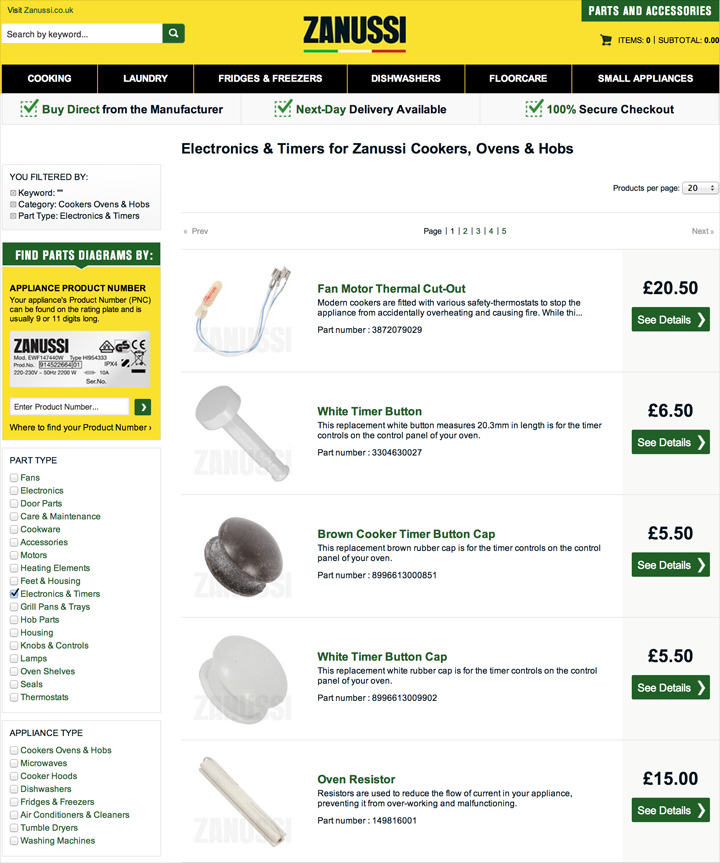 Visit Zanussi.co.uk
Search by keyword...
ZANUSSI
PARTS AND ACCESSORIES
ITEMS: 0 | SUBTOTAL: 0.00
COOKING LAUNDRY FRIDGES & FREEZERS DISHWASHERS FLOORCARE SMALL APPLIANCES
Buy Direct from the Manufacturer Next-Day Delivery Available 100% Secure Checkout
Electronics & Timers for Zanussi Cookers, Ovens & Hobs
YOU FILTERED BY:
Keyword: ""
Category: Cookers Ovens & Hobs
Part Type: Electronics & Timers
Products per page: 20
« Prev Page | 1 | 2 | 3 | 4 | 5 Next »
FIND PARTS DIAGRAMS BY:
APPLIANCE PRODUCT NUMBER
Your appliance's Product Number (PNC)
can be found on the rating plate and is
usually 9 or 11 digits long.
ZANUSSI
Mod. EWF147440W Type HI954333
Prod.No. 914522664 01 IPX4
220-230V ~ 50Hz 2200 W 10A
Ser.No.
Enter Product Number...
Where to find your Product Number ›
PART TYPE
Fans
Electronics
Door Parts
Care & Maintenance
Cookware
Accessories
Motors
Heating Elements
Feet & Housing
Electronics & Timers
Grill Pans & Trays
Hob Parts
Housing
Knobs & Controls
Lamps
Oven Shelves
Seals
Thermostats
APPLIANCE TYPE
Cookers Ovens & Hobs
Microwaves
Cooker Hoods
Dishwashers
Fridges & Freezers
Air Conditioners & Cleaners
Tumble Dryers
Washing Machines
ZANUSSI
Fan Motor Thermal Cut-Out
Modern cookers are fitted with various safety-thermostats to stop the
appliance from accidentally overheating and causing fire. While thi...
Part number : 3872079029
£20.50
See Details
ZANUSSI
White Timer Button
This replacement white button measures 20.3mm in length is for the timer
controls on the control panel of your oven.
Part number : 3304630027
£6.50
See Details
ZANUSSI
Brown Cooker Timer Button Cap
This replacement brown rubber cap is for the timer controls on the control
panel of your oven.
Part number : 8996613000851
£5.50
See Details
ZANUSSI
White Timer Button Cap
This replacement white rubber cap is for the timer controls on the control
panel of your oven.
Part number : 8996613009902
£5.50
See Details
ZANUSSI
Oven Resistor
Resistors are used to reduce the flow of current in your appliance,
preventing it from over-working and malfunctioning.
Part number : 149816001
£15.00
See Details